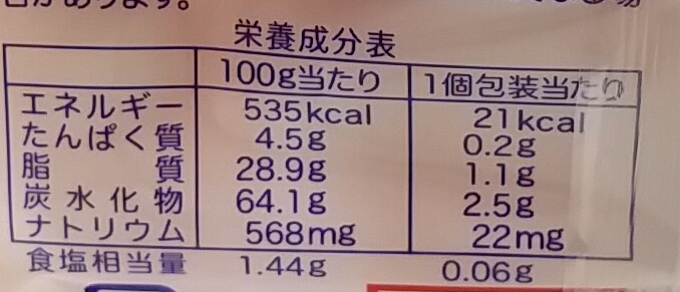 栄養成分表
100g当たり 1個包装当たり
エネルギー 535kcal 21kcal
たんぱく質 4.5g 0.2g
脂質 28.9g 1.1g
炭水化物 64.1g 2.5g
ナトリウム 568mg 22mg
食塩相当量 1.44g 0.06g